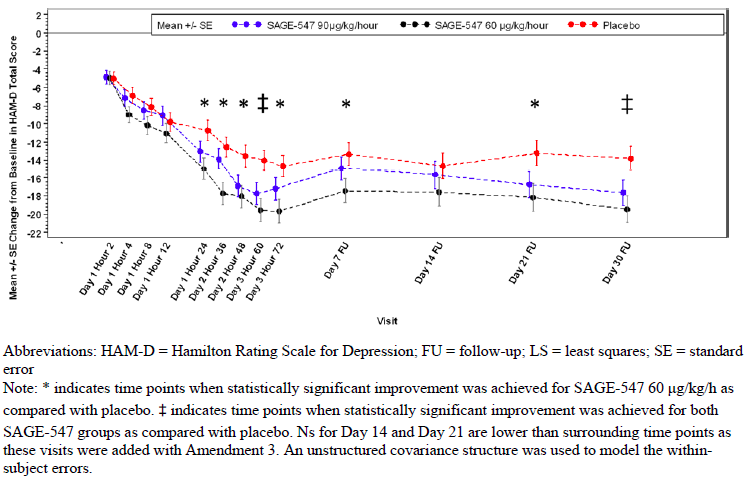 Mean +/- SE SAGE-547 90µg/kg/hour SAGE-547 60 µg/kg/hour Placebo
Mean +/- SE Change from Baseline in HAM-D Total Score
2
0
-2
-4
-6
-8
-10
-12
-14
-16
-18
-20
-22
* * * ‡ * * * ‡
Day 1 Hour 2
Day 1 Hour 4
Day 1 Hour 8
Day 1 Hour 12
Day 1 Hour 24
Day 2 Hour 36
Day 2 Hour 48
Day 3 Hour 60
Day 3 Hour 72
Day 7 FU
Day 14 FU
Day 21 FU
Day 30 FU
Visit
Abbreviations: HAM-D = Hamilton Rating Scale for Depression; FU = follow-up; LS = least squares; SE = standard
error
Note: * indicates time points when statistically significant improvement was achieved for SAGE-547 60 µg/kg/h as
compared with placebo. ‡ indicates time points when statistically significant improvement was achieved for both
SAGE-547 groups as compared with placebo. Ns for Day 14 and Day 21 are lower than surrounding time points as
these visits were added with Amendment 3. An unstructured covariance structure was used to model the within-
subject errors.